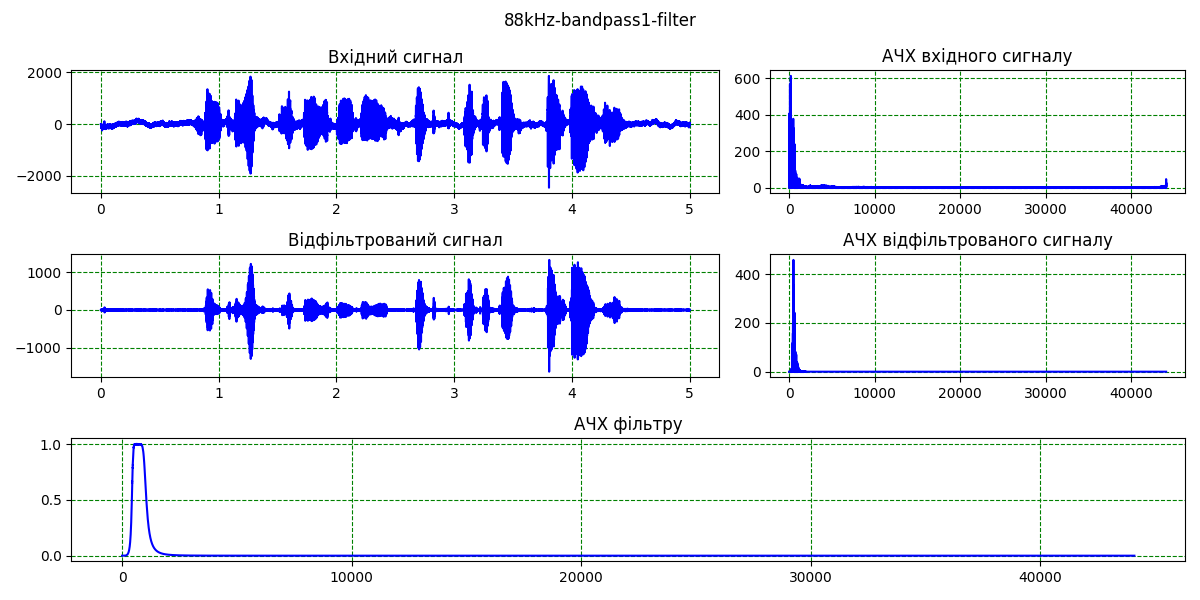 88kHz-bandpass1-filter
Вхідний сигнал
АЧХ вхідного сигналу
2000
0
−2000
0 1 2 3 4 5
600
400
200
0
0 10000 20000 30000 40000
Відфільтрований сигнал
АЧХ відфільтрованого сигналу
1000
0
−1000
0 1 2 3 4 5
400
200
0
0 10000 20000 30000 40000
АЧХ фільтру
1.0
0.5
0.0
0 10000 20000 30000 40000